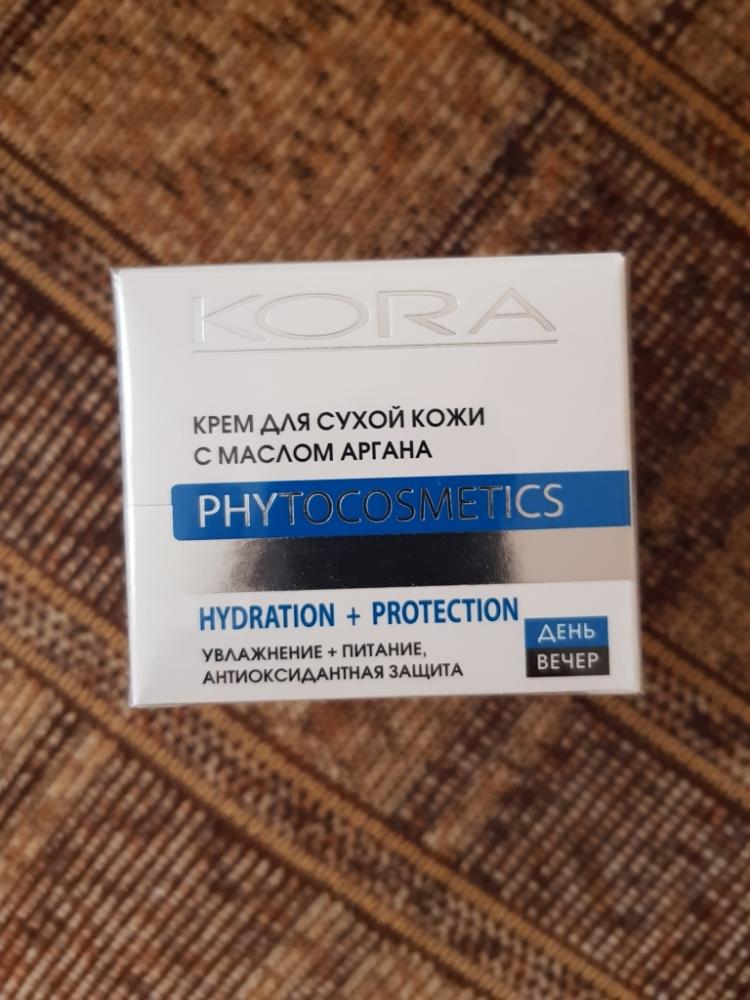 KORA
КРЕМ ДЛЯ СУХОЙ КОЖИ
С МАСЛОМ АРГАНА
PHYTOCOSMETICS
HYDRATION + PROTECTION
УВЛАЖНЕНИЕ + ПИТАНИЕ,
АНТИОКСИДАНТНАЯ ЗАЩИТА
ДЕНЬ
ВЕЧЕР